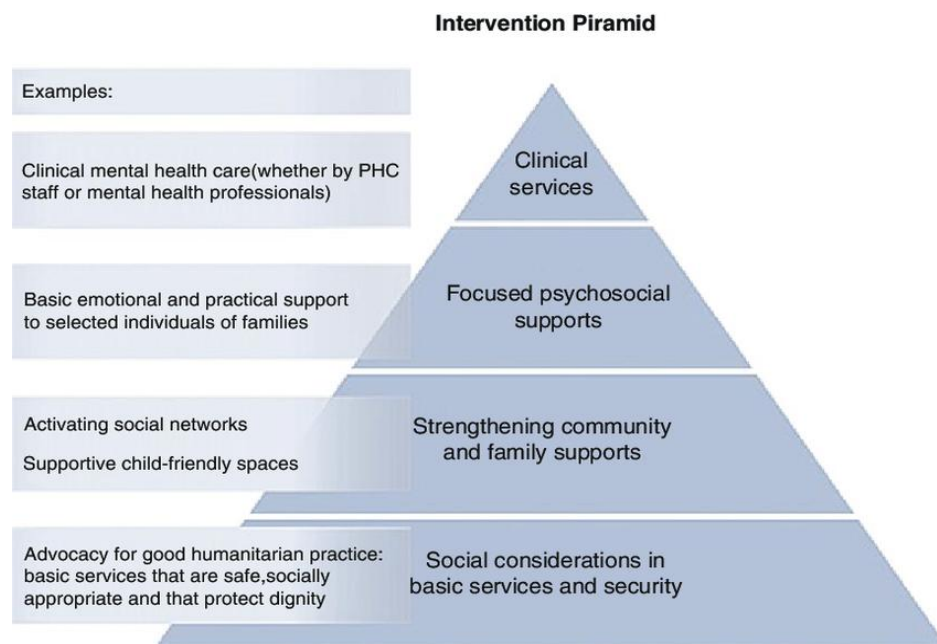 Intervention Piramid
Examples:
Clinical mental health care(whether by PHC
staff or mental health professionals)
Clinical
services
Basic emotional and practical support
to selected individuals of families
Focused psychosocial
supports
Activating social networks
Supportive child-friendly spaces
Strengthening community
and family supports
Advocacy for good humanitarian practice:
basic services that are safe,socially
appropriate and that protect dignity
Social considerations in
basic services and security